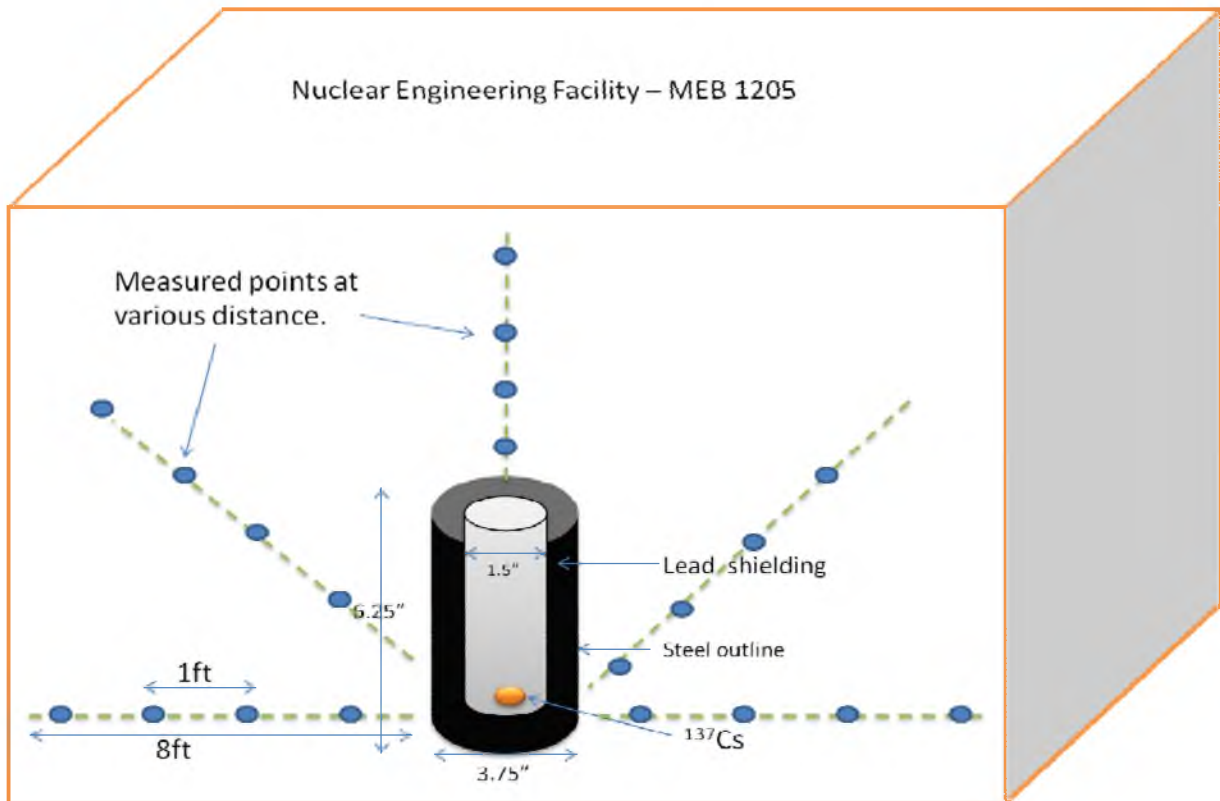 Nuclear Engineering Facility – MEB 1205
Measured points at
various distance.
1.5“
Lead shielding
6.25“
Steel outline
1ft
8ft
137Cs
3.75“